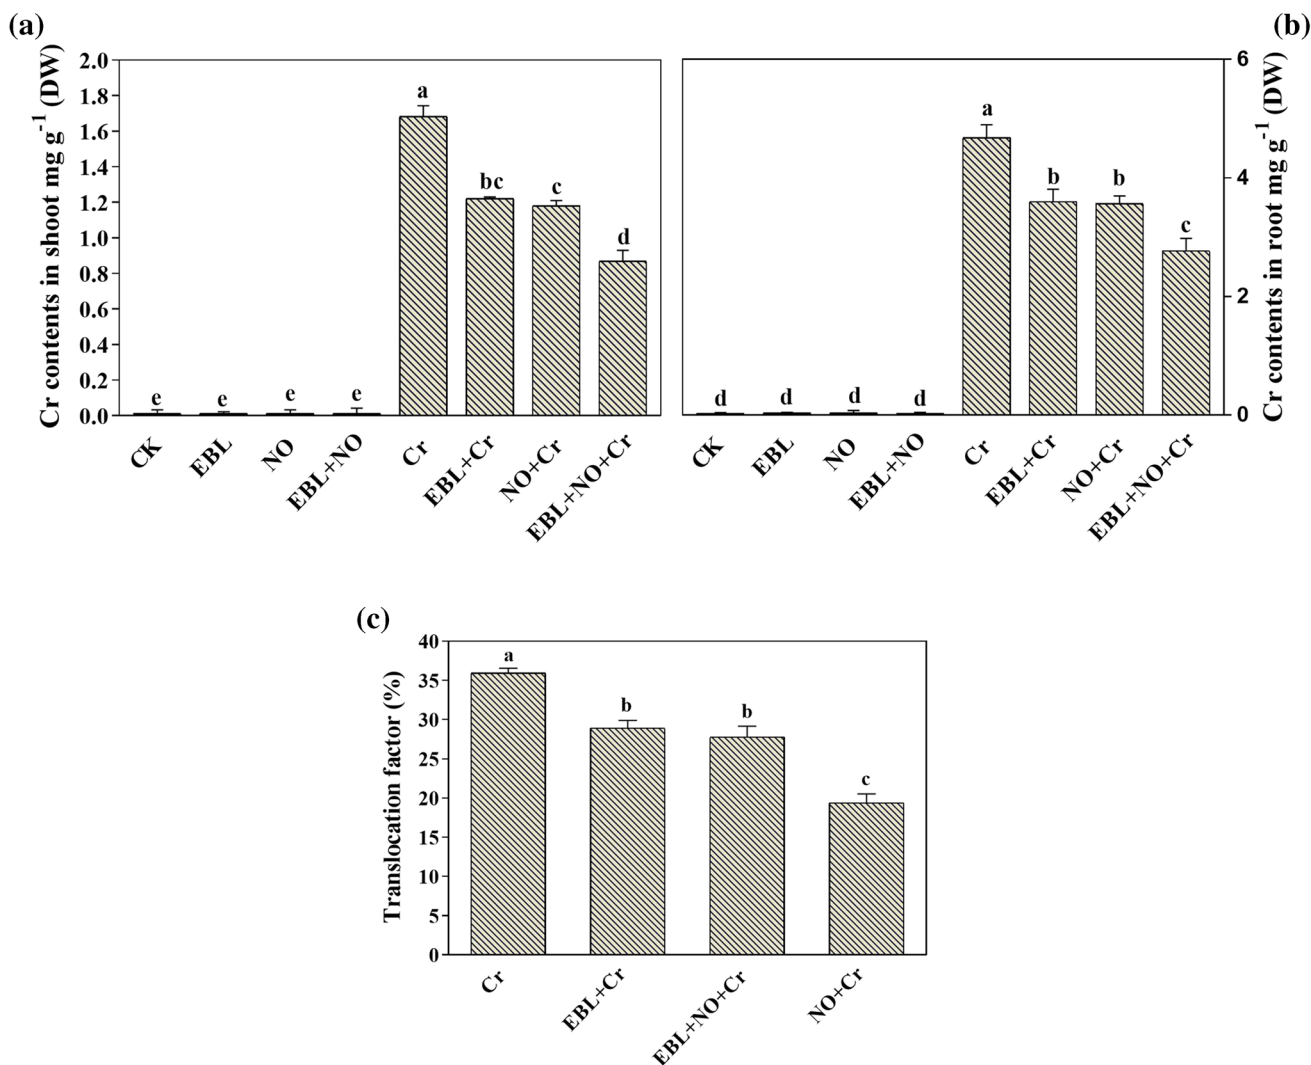 (a)
(b)
Cr contents in shoot mg g⁻¹ (DW)
2.0
1.8
1.6
1.4
1.2
1.0
0.8
0.6
0.4
0.2
0.0
e
e
e
e
a
bc
c
d
CK
EBL
NO
EBL+NO
Cr
EBL+Cr
NO+Cr
EBL+NO+Cr
d
d
d
d
a
b
b
c
CK
EBL
NO
EBL+NO
Cr
EBL+Cr
NO+Cr
EBL+NO+Cr
6
4
2
0
Cr contents in root mg g⁻¹ (DW)
(c)
Translocation factor (%)
40
35
30
25
20
15
10
5
0
a
b
b
c
Cr
EBL+Cr
EBL+NO+Cr
NO+Cr